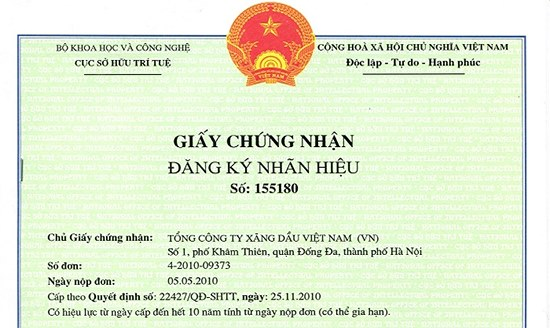 BỘ KHOA HỌC VÀ CÔNG NGHỆ
CỤC SỞ HỮU TRÍ TUỆ
CỘNG HOÀ XÃ HỘI CHỦ NGHĨA VIỆT NAM
Độc lập - Tự do - Hạnh phúc
VIỆT NAM
GIẤY CHỨNG NHẬN
ĐĂNG KÝ NHÃN HIỆU
Số: 155180
Chủ Giấy chứng nhận: TỔNG CÔNG TY XĂNG DẦU VIỆT NAM (VN)
Số 1, phố Khâm Thiên, quận Đống Đa, thành phố Hà Nội
Số đơn: 4-2010-09373
Ngày nộp đơn: 05.05.2010
Cấp theo Quyết định số: 22427/QĐ-SHTT, ngày: 25.11.2010
Có hiệu lực từ ngày cấp đến hết 10 năm tính từ ngày nộp đơn (có thể gia hạn).